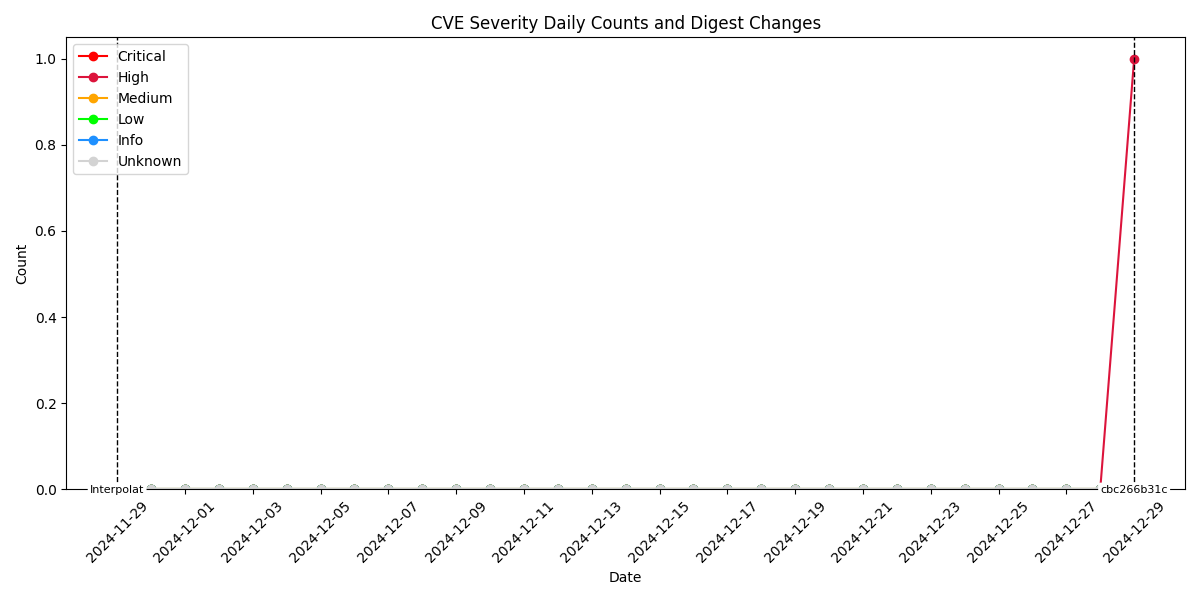 CVE Severity Daily Counts and Digest Changes
Critical
High
Medium
Low
Info
Unknown
Count
1.0
0.8
0.6
0.4
0.2
0.0
Interpolat
cbc266b31c
2024-11-29
2024-12-01
2024-12-03
2024-12-05
2024-12-07
2024-12-09
2024-12-11
2024-12-13
2024-12-15
2024-12-17
2024-12-19
2024-12-21
2024-12-23
2024-12-25
2024-12-27
2024-12-29
Date